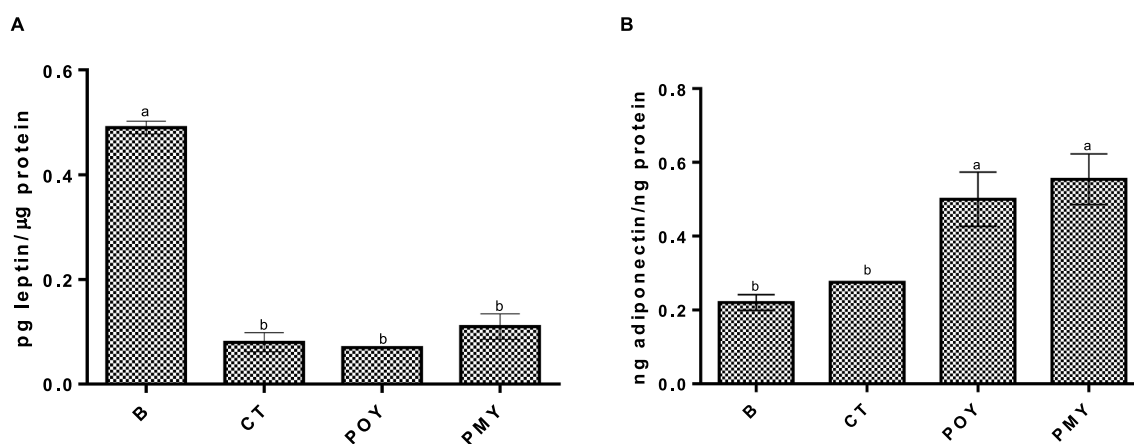 A
pg leptin/µg protein
0.6
0.4
0.2
0.0
a
b
b
b
B
CT
POY
PMY
B
ng adiponectin/ng protein
0.8
0.6
0.4
0.2
0.0
b
b
a
a
B
CT
POY
PMY